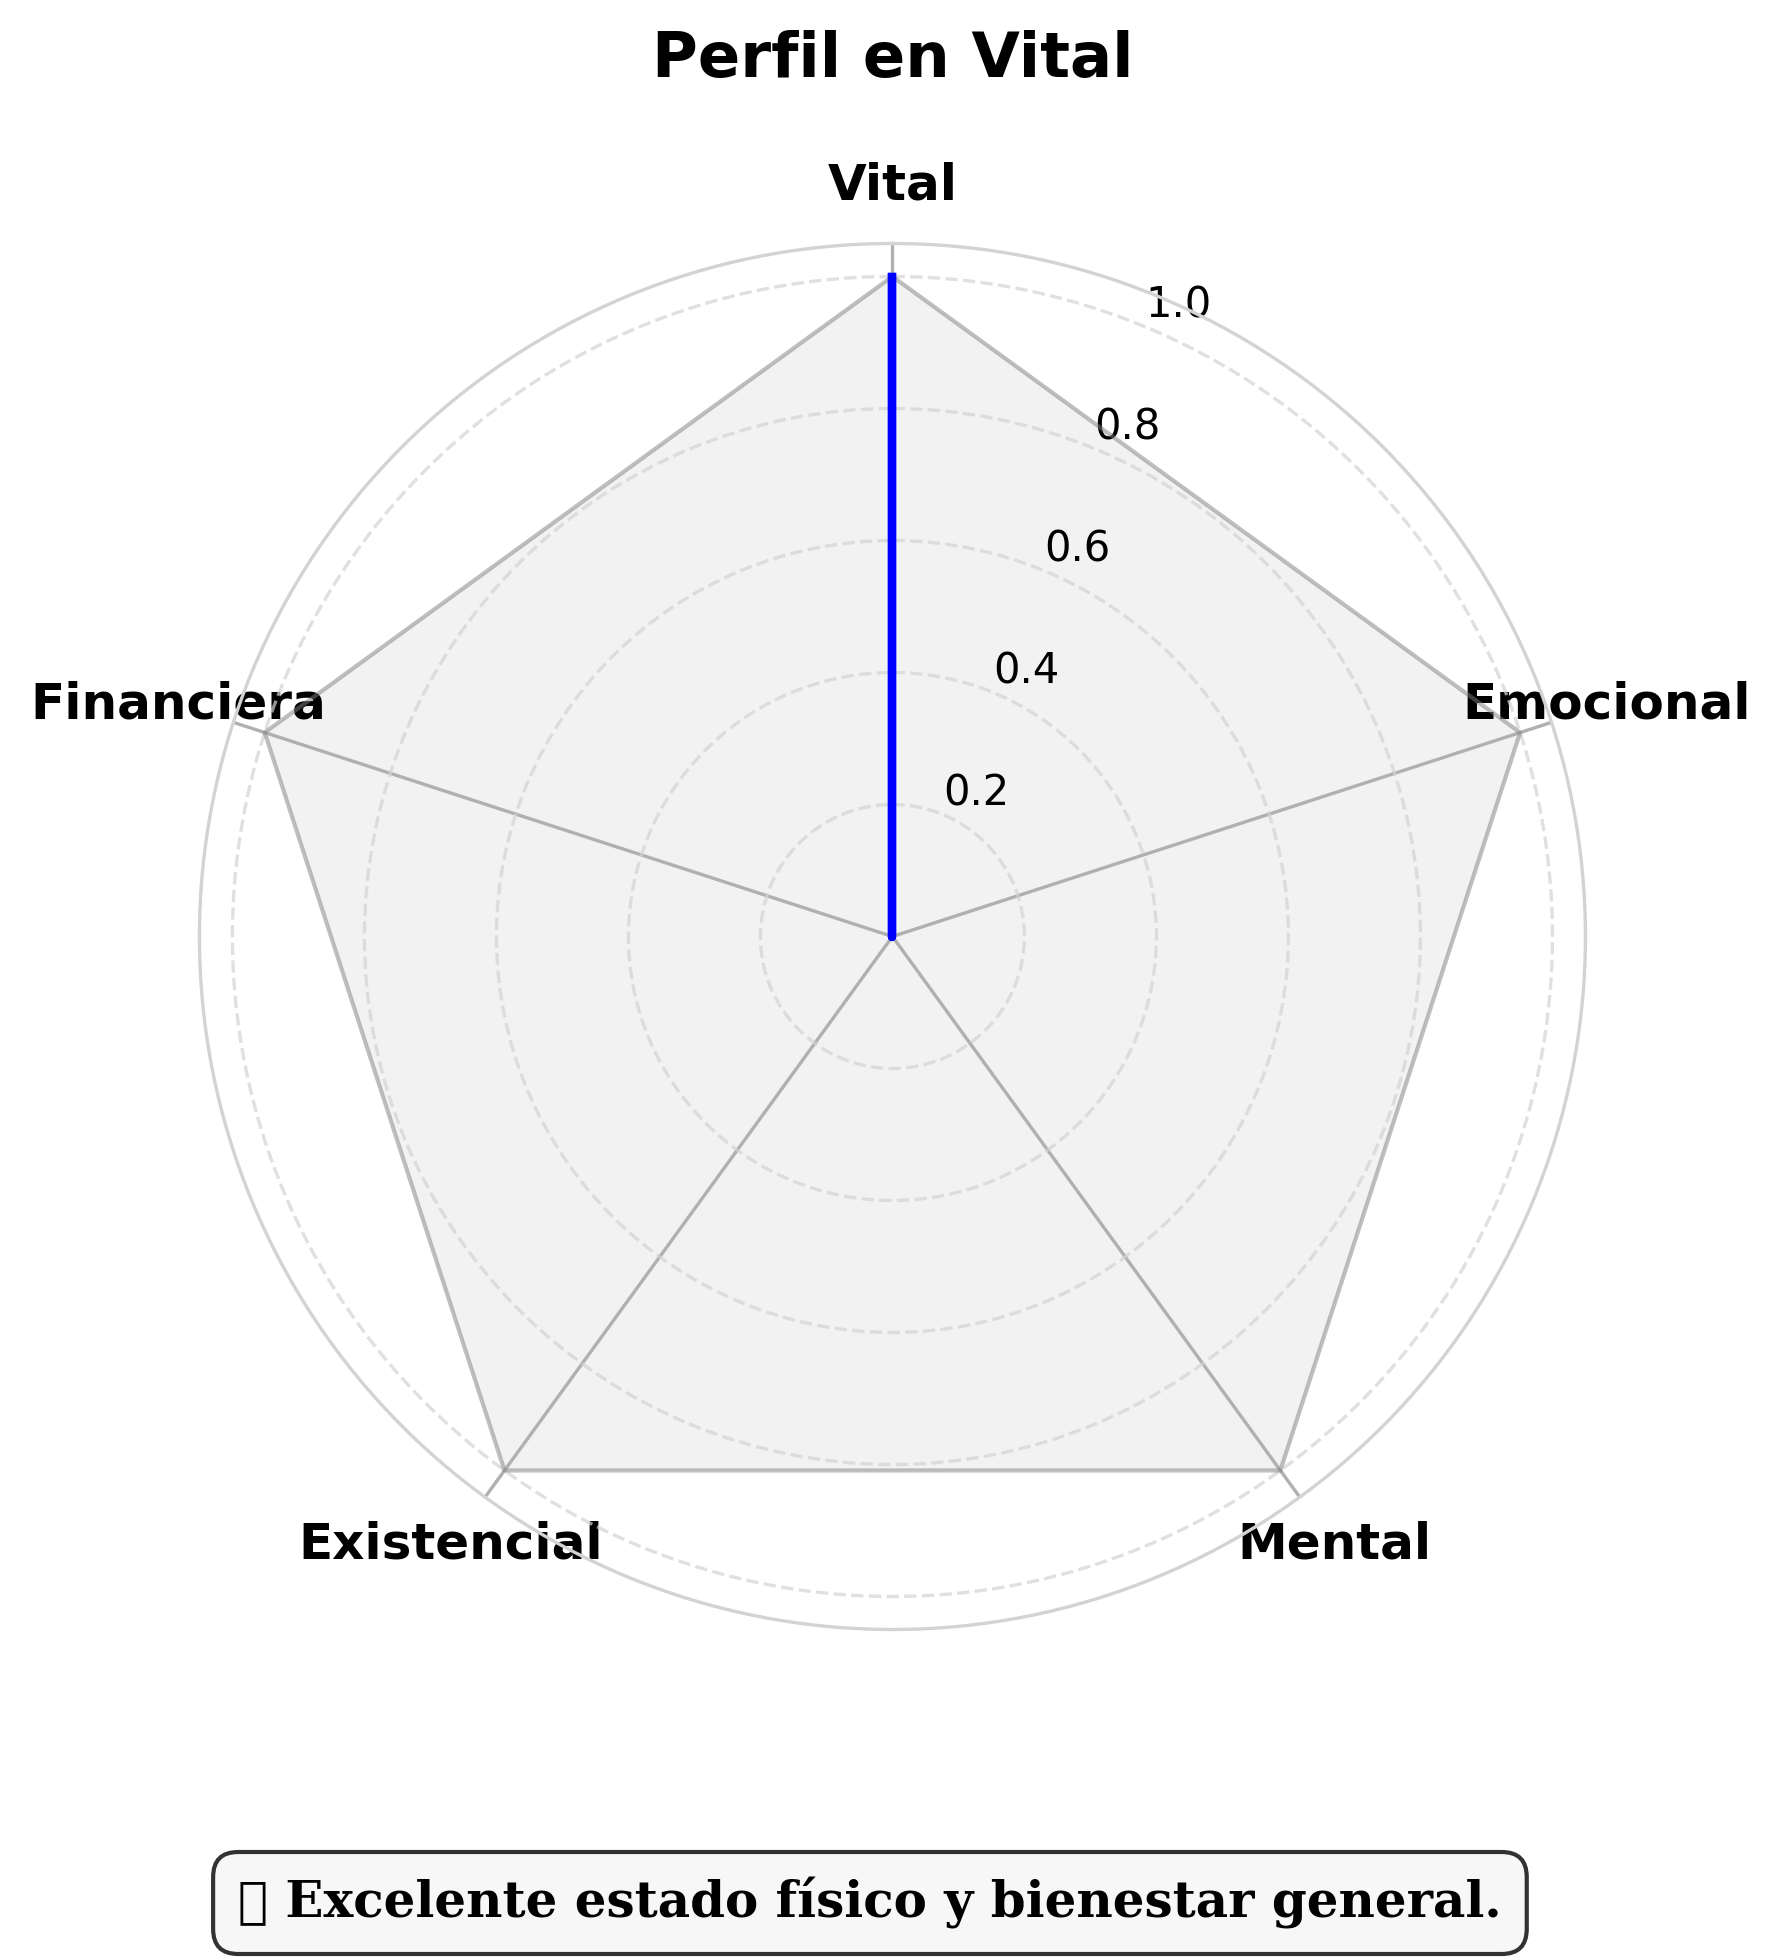 Perfil en Vital
Vital
1.0
0.8
0.6
0.4
0.2
Financiera
Emocional
Existencial
Mental
Excelente estado físico y bienestar general.